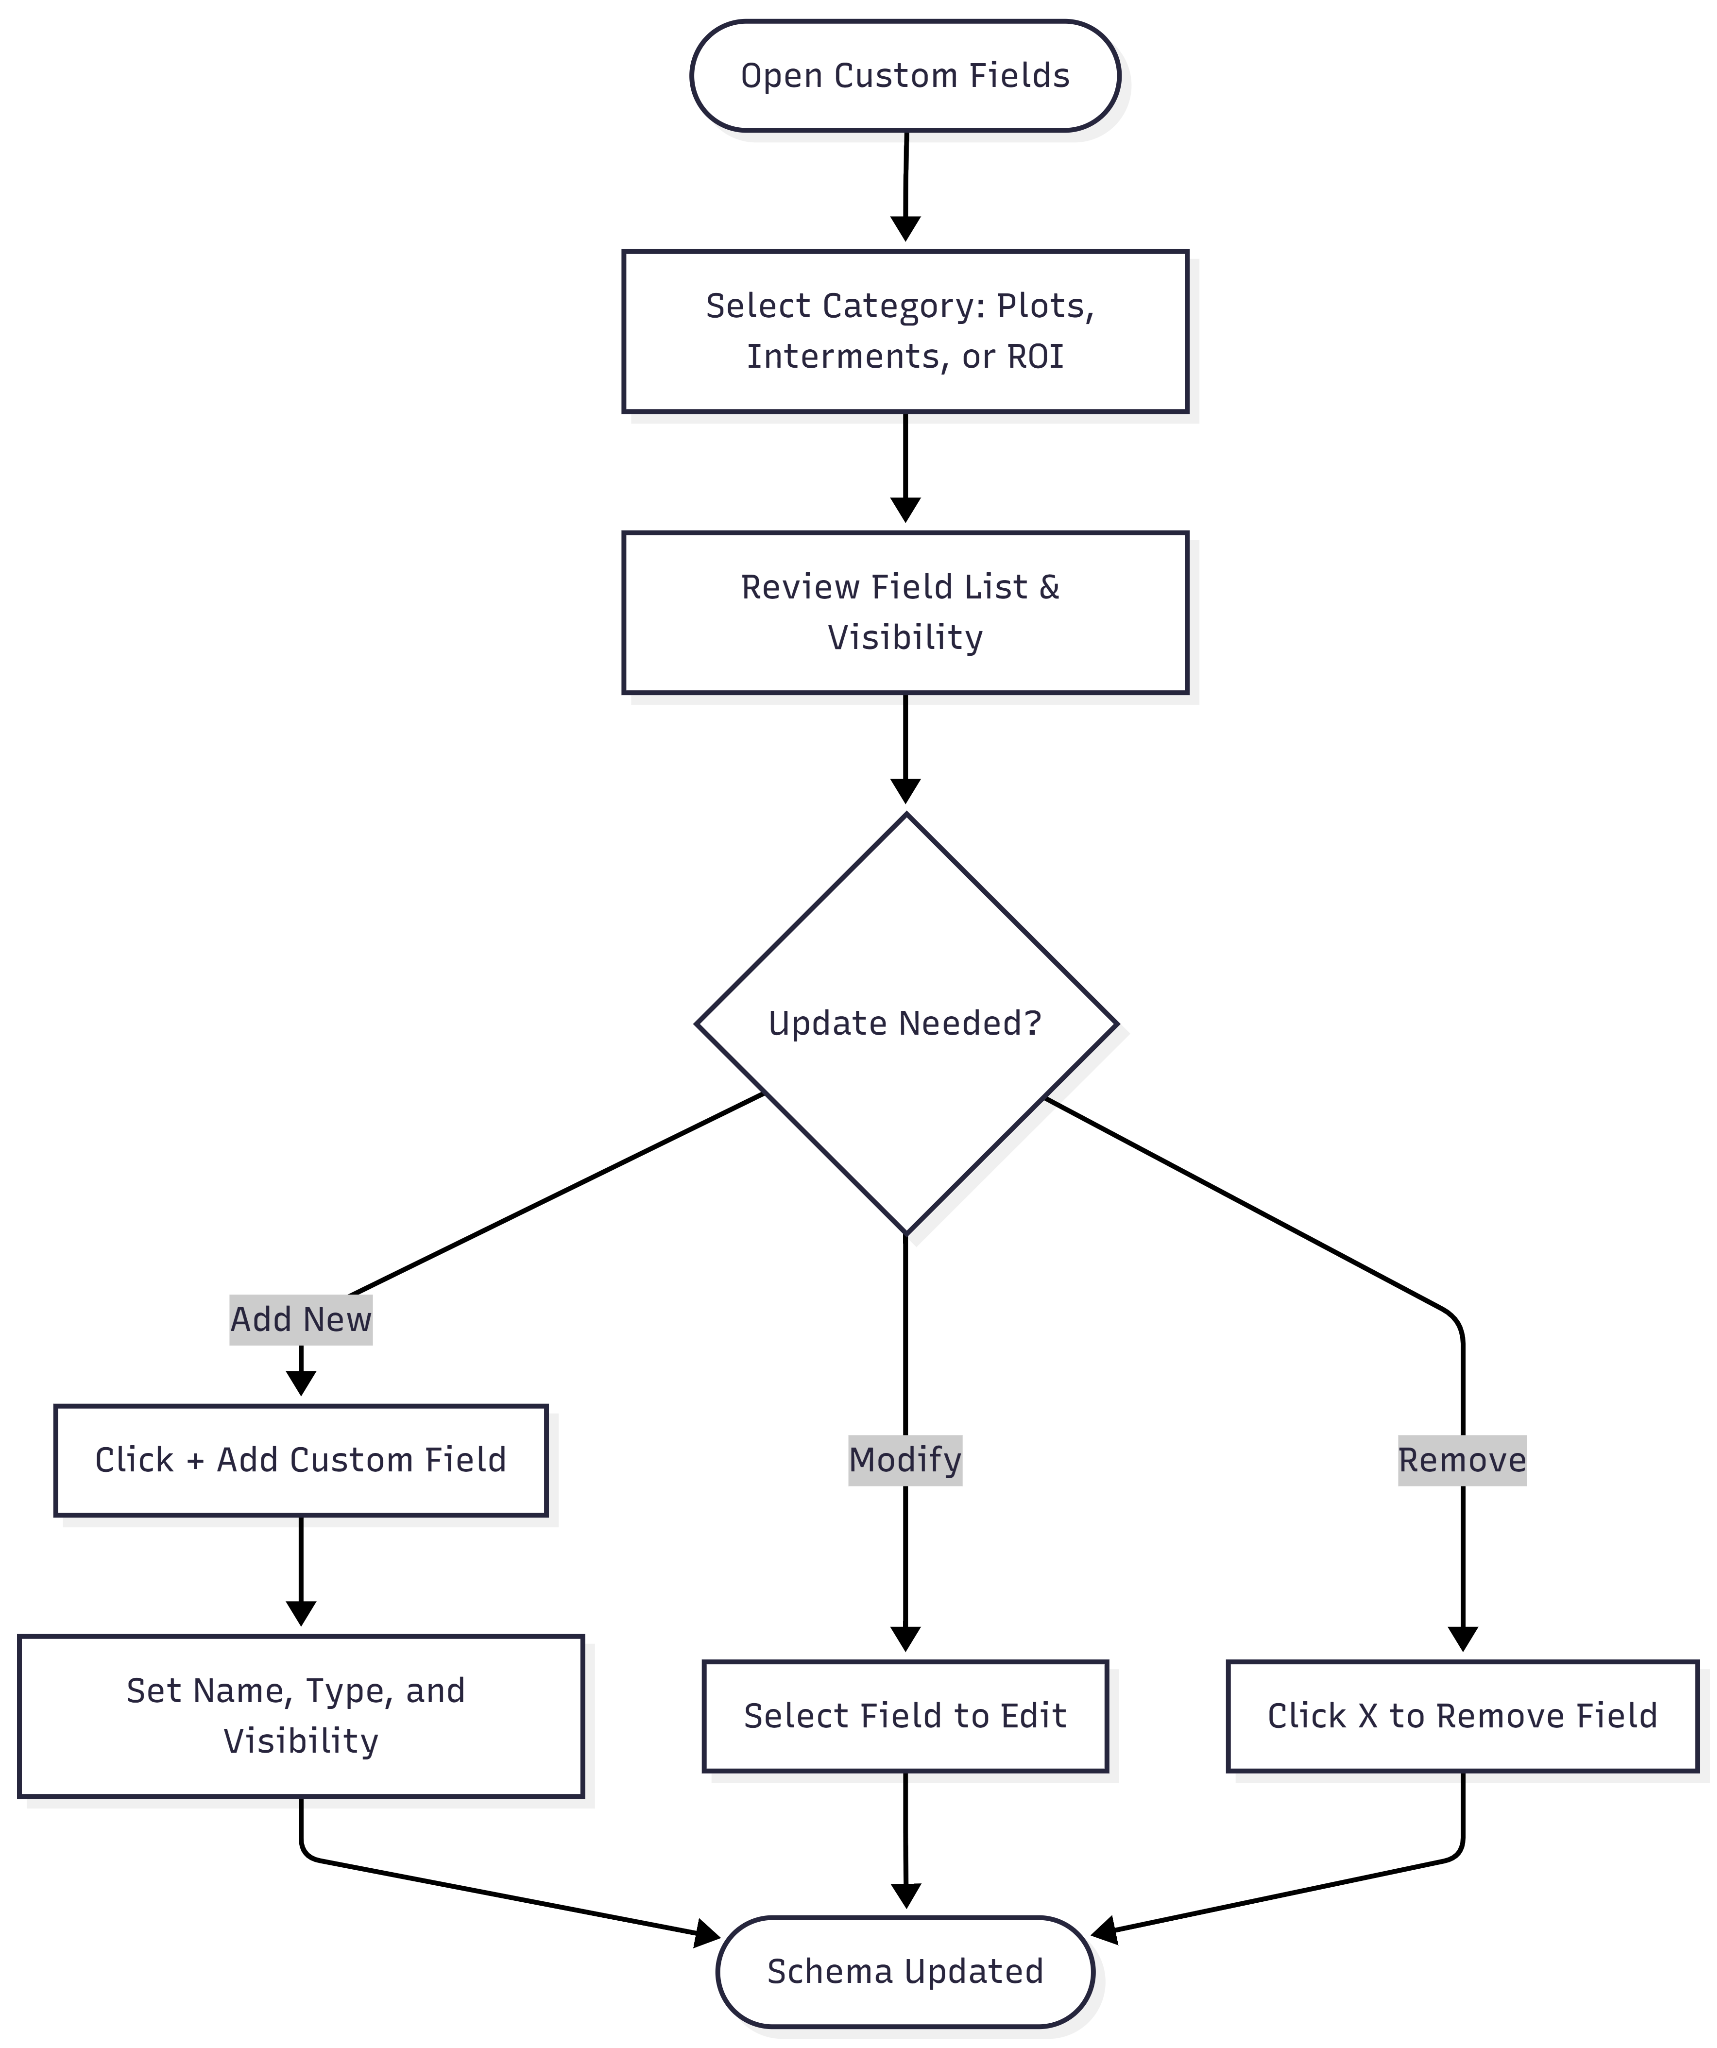 Open Custom Fields
Select Category: Plots,
Interments, or ROI
Review Field List &
Visibility
Update Needed?
Add New
Click + Add Custom Field
Modify
Remove
Set Name, Type, and
Visibility
Select Field to Edit
Click X to Remove Field
Schema Updated